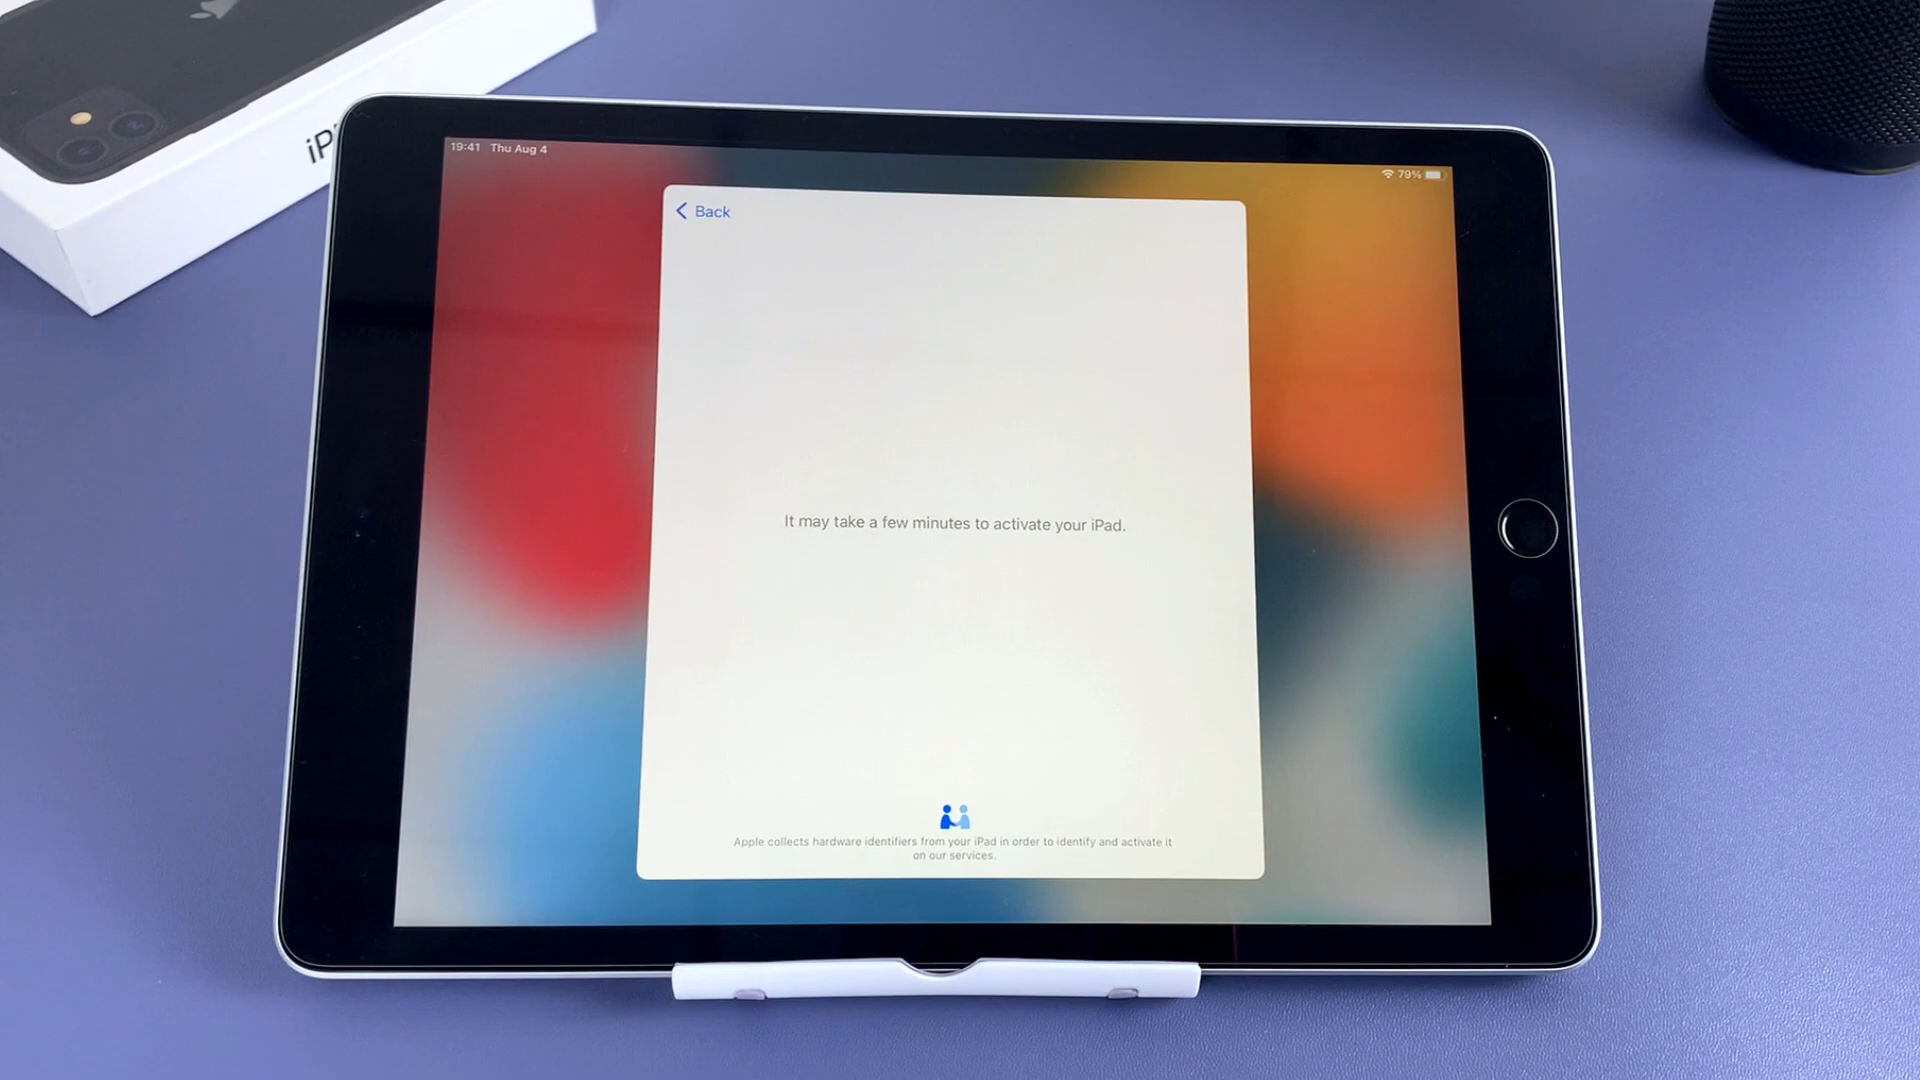 iP
19:41 Thu Aug 4
79%
Back
It may take a few minutes to activate your iPad.
Apple collects hardware identifiers from your iPad in order to identify and activate it
on our services.